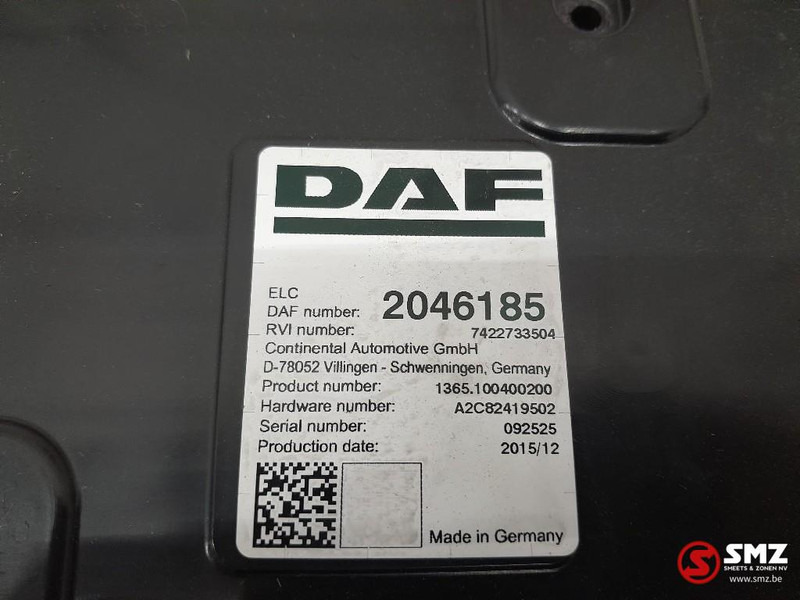 DAF
ELC
DAF number: 2046185
RVI number: 7422733504
Continental Automotive GmbH
D-78052 Villingen - Schwenningen, Germany
Product number: 1365.100400200
Hardware number: A2C82419502
Serial number: 092525
Production date: 2015/12
Made in Germany
SMZ
SMEETS & ZONEN NV
www.smz.be